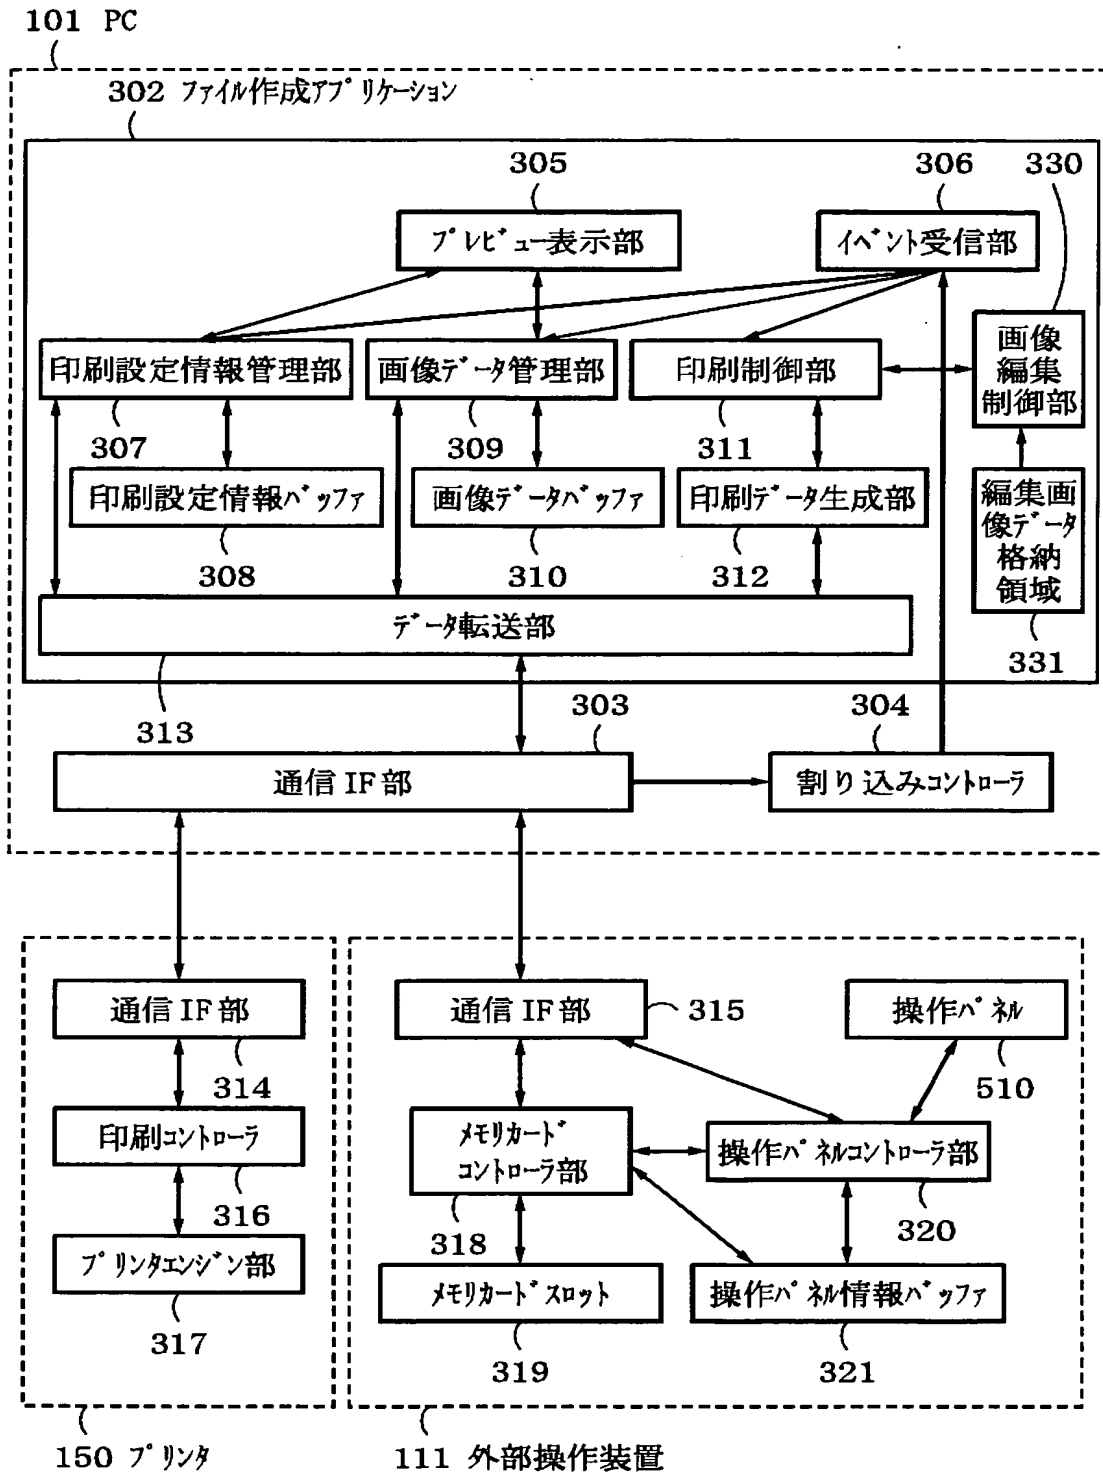 101 PC
302 ファイル作成アプリケーション
305
306
330
プレビュー表示部
イベント受信部
印刷設定情報管理部
画像データ管理部
印刷制御部
画像
編集
制御部
307
309
311
印刷設定情報バッファ
画像データバッファ
印刷データ生成部
編集画
像データ
格納
領域
308
310
312
データ転送部
331
313
303
304
通信IF部
割り込みコントローラ
通信IF部
通信IF部
315
操作パネル
314
510
印刷コントローラ
メモリカード
コントローラ部
操作パネルコントローラ部
316
318
320
プリンタエンジン部
メモリカードスロット
操作パネル情報バッファ
317
319
321
150 プリンタ
111 外部操作装置